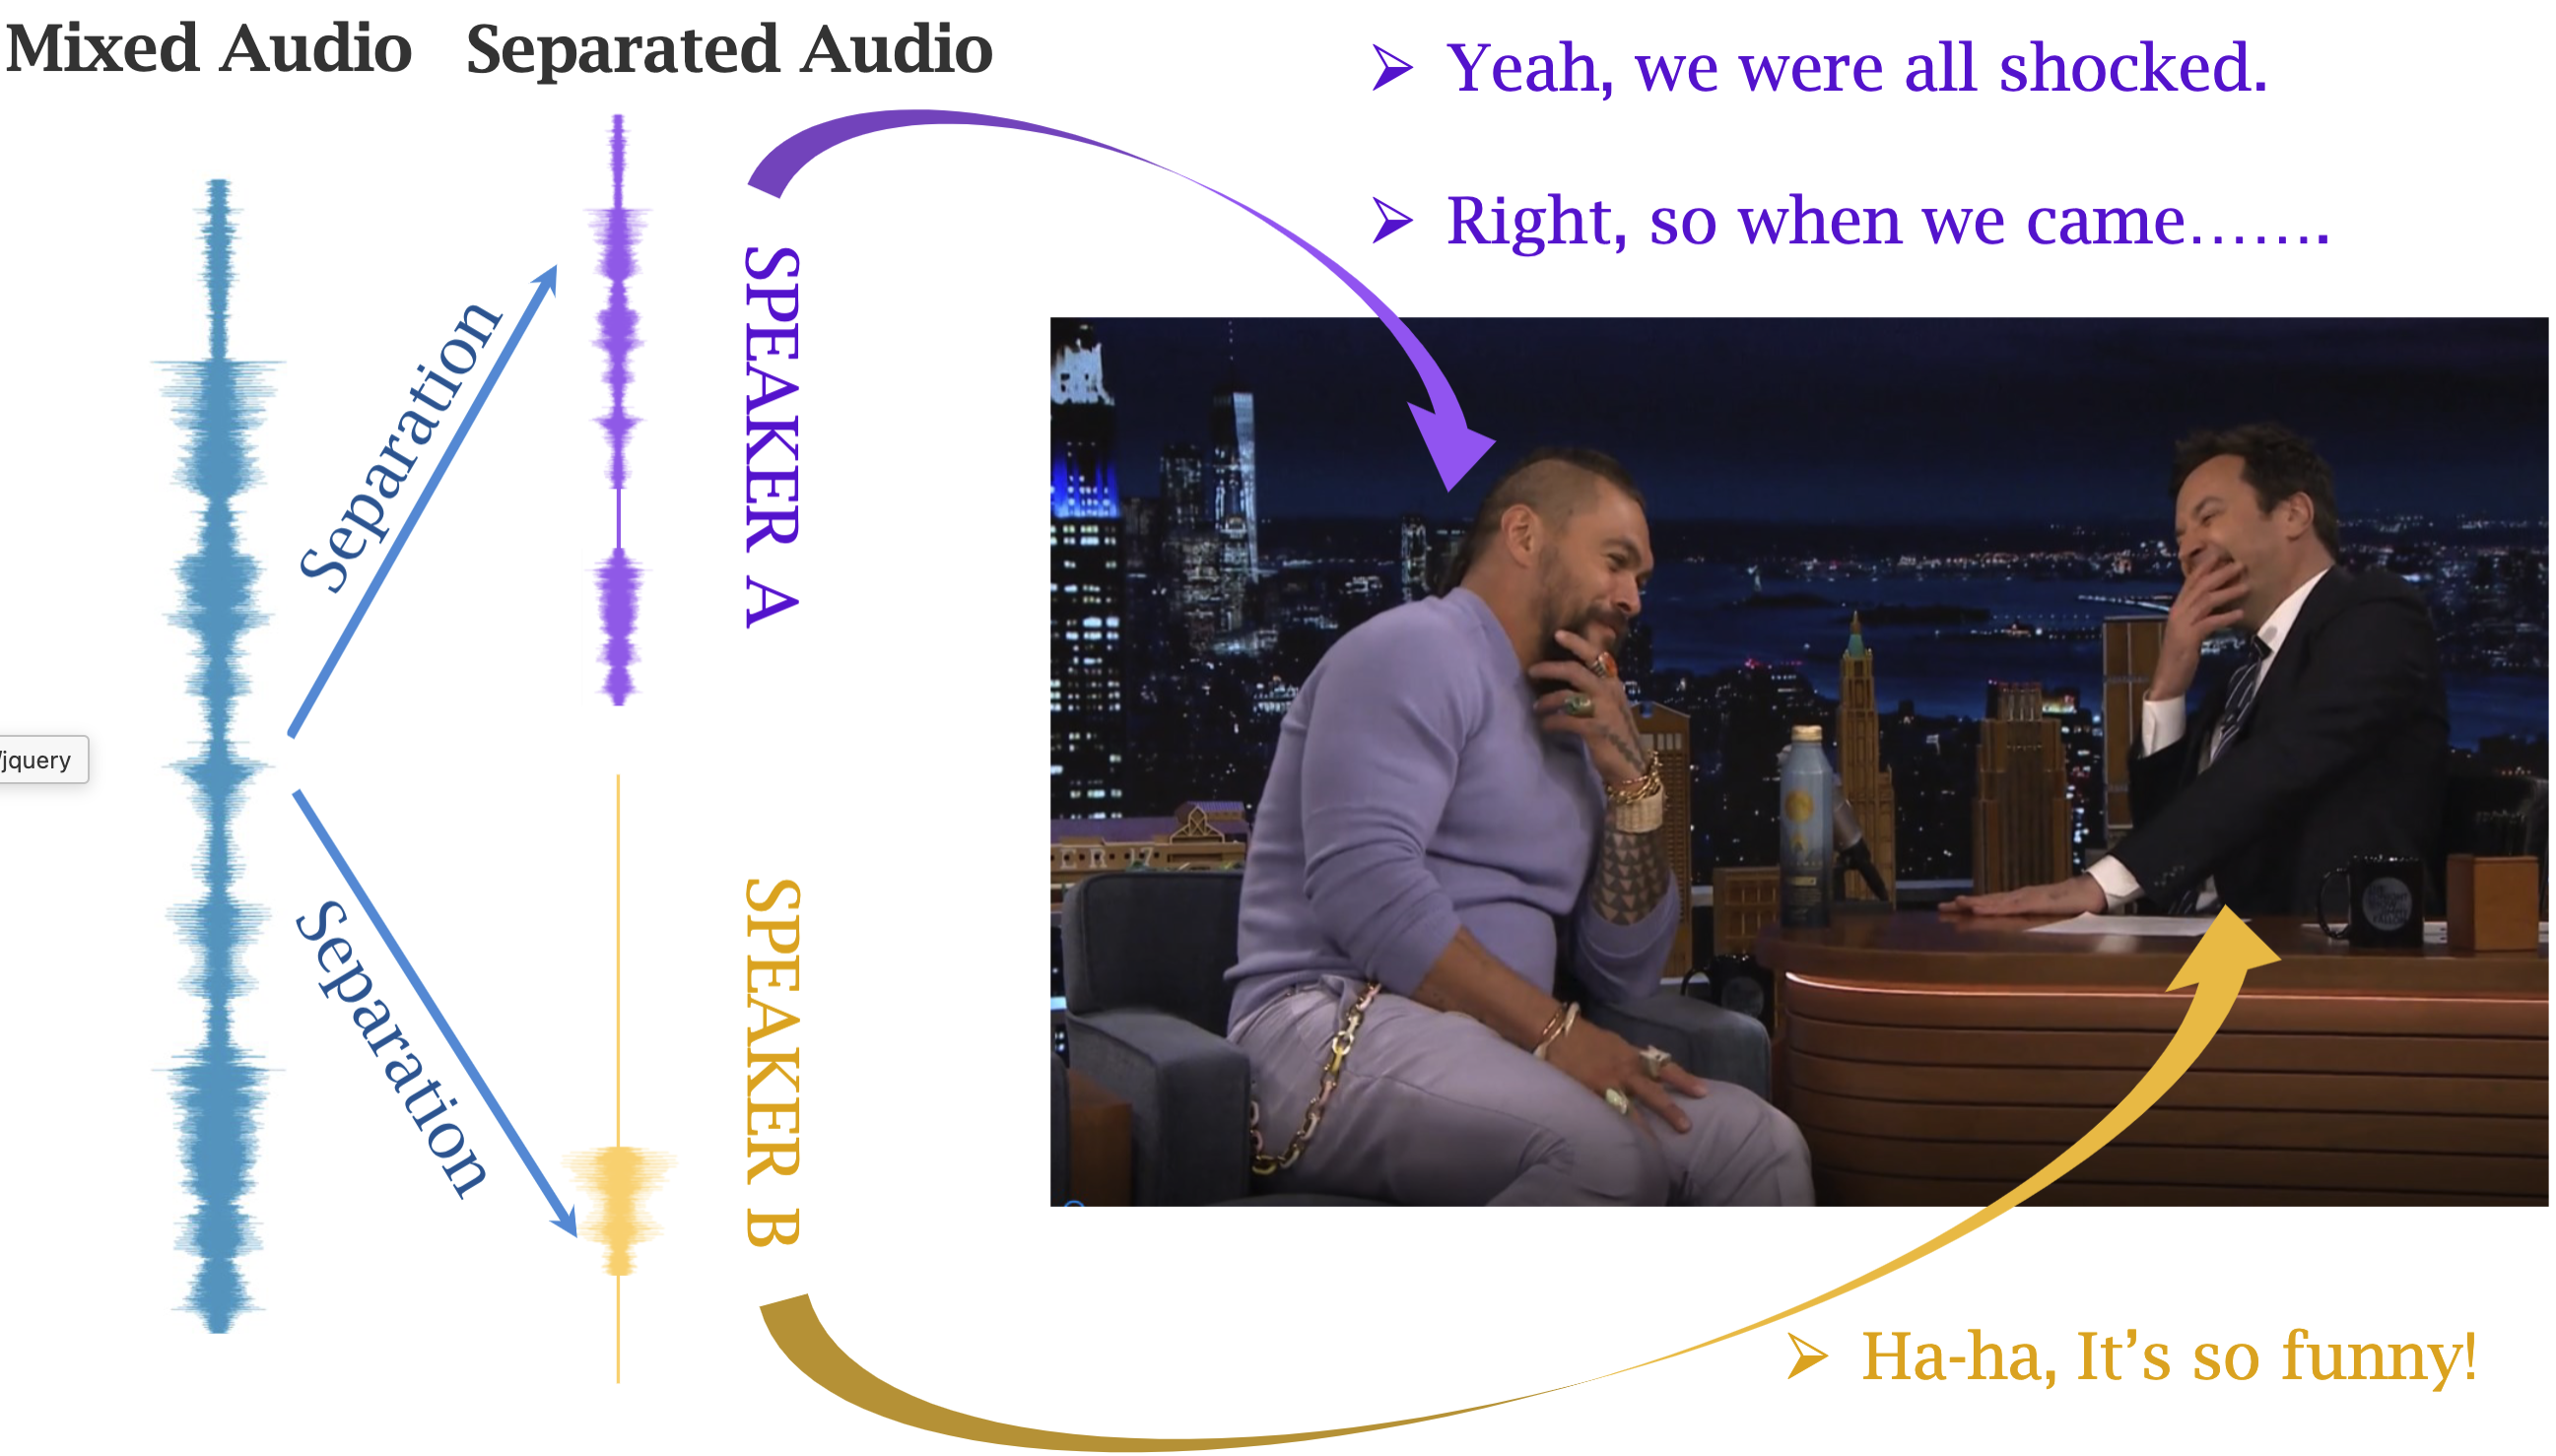 Mixed Audio
Separated Audio
➢ Yeah, we were all shocked.
➢ Right, so when we came…….
Separation
SPEAKER A
/jquery
Separation
SPEAKER B
➢ Ha-ha, It’s so funny!